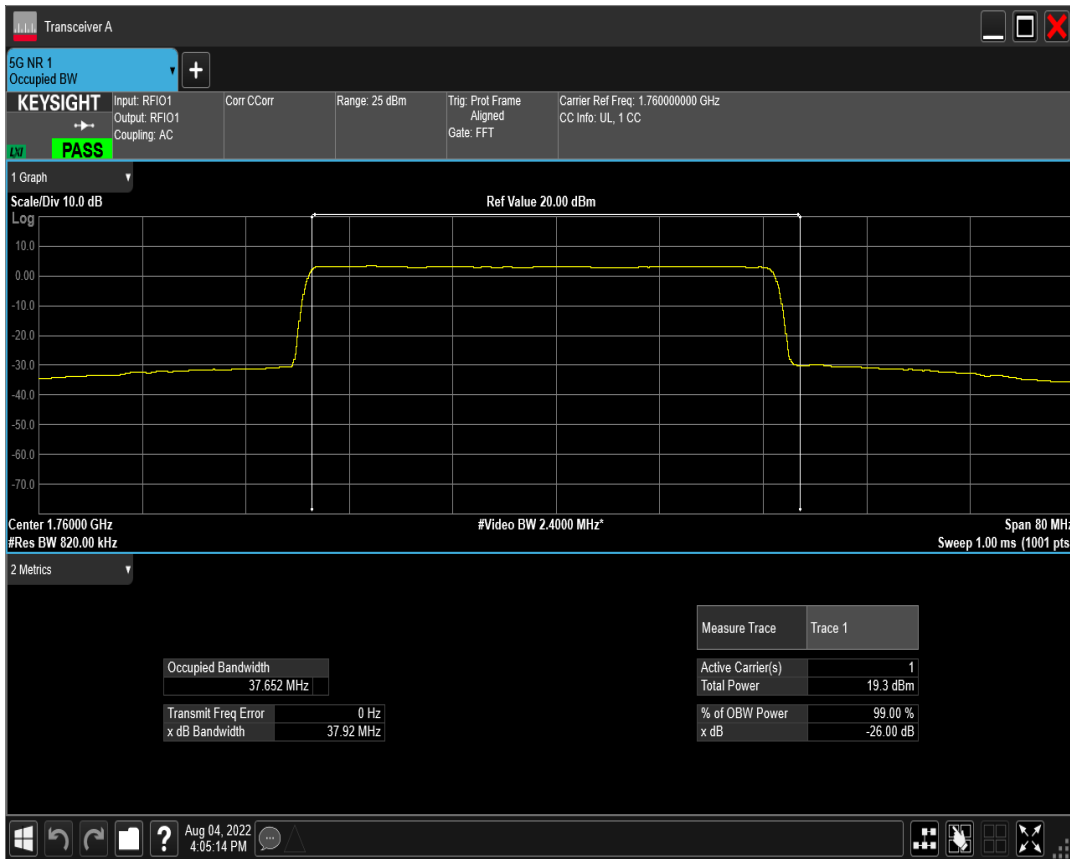 Transceiver A
5G NR 1
Occupied BW
KEYSIGHT
LXI
PASS
Input: RFIO1
Output: RFIO1
Coupling: AC
Corr CCorr
Range: 25 dBm
Trig: Prot Frame
Aligned
Gate: FFT
Carrier Ref Freq: 1.760000000 GHz
CC Info: UL, 1 CC
1 Graph
Scale/Div 10.0 dB
Ref Value 20.00 dBm
Log
10.0
0.00
-10.0
-20.0
-30.0
-40.0
-50.0
-60.0
-70.0
Center 1.76000 GHz
#Video BW 2.4000 MHz*
Span 80 MHz
#Res BW 820.00 kHz
Sweep 1.00 ms (1001 pts
2 Metrics
Measure Trace Trace 1
Occupied Bandwidth
37.652 MHz
Active Carrier(s) 1
Total Power 19.3 dBm
Transmit Freq Error 0 Hz
x dB Bandwidth 37.92 MHz
% of OBW Power 99.00 %
x dB -26.00 dB
?
Aug 04, 2022
4:05:14 PM